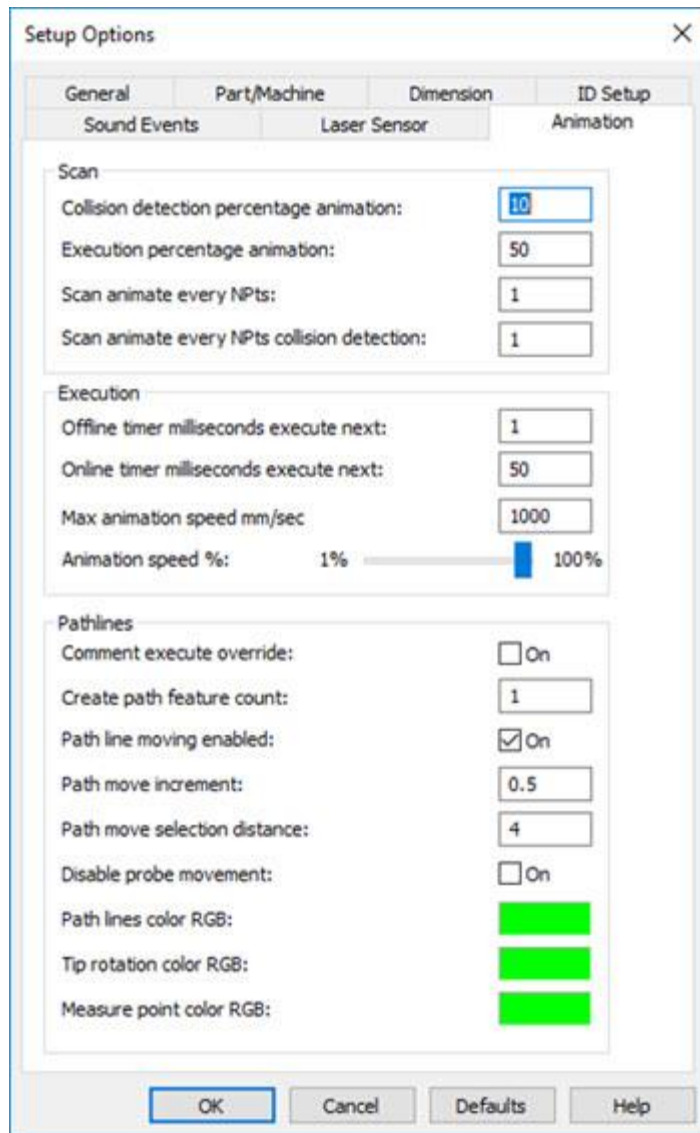 Setup Options
General Part/Machine Dimension ID Setup
Sound Events Laser Sensor Animation
Scan
Collision detection percentage animation: 10
Execution percentage animation: 50
Scan animate every NPts: 1
Scan animate every NPts collision detection: 1
Execution
Offline timer milliseconds execute next: 1
Online timer milliseconds execute next: 50
Max animation speed mm/sec 1000
Animation speed %: 1% 100%
Pathlines
Comment execute override: On
Create path feature count: 1
Path line moving enabled: On
Path move increment: 0.5
Path move selection distance: 4
Disable probe movement: On
Path lines color RGB:
Tip rotation color RGB:
Measure point color RGB:
OK Cancel Defaults Help